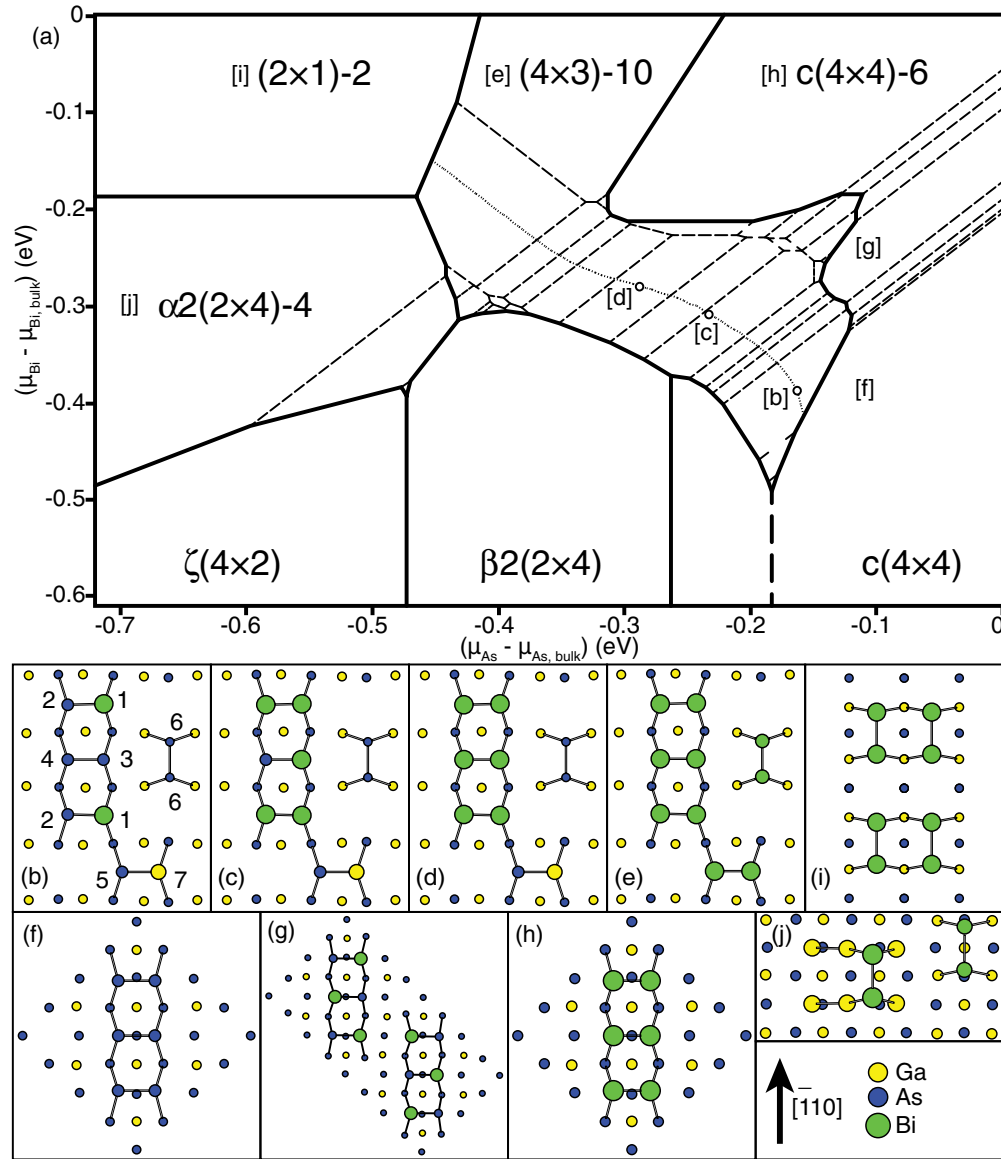 (a)
0
-0.1
-0.2
-0.3
-0.4
-0.5
-0.6
(μBi - μBi, bulk) (eV)
[i] (2×1)-2
[e] (4×3)-10
[h] c(4×4)-6
[g]
[j] α2(2×4)-4
[d]
[c]
[b]
[f]
ζ(4×2)
β2(2×4)
c(4×4)
-0.7
-0.6
-0.5
-0.4
-0.3
-0.2
-0.1
0
(μAs - μAs, bulk) (eV)
2 1
6
4 3
6
2 1
5 7
(b)
(c)
(d)
(e)
(i)
(f)
(g)
(h)
(j)
[1̄10]
Ga
As
Bi